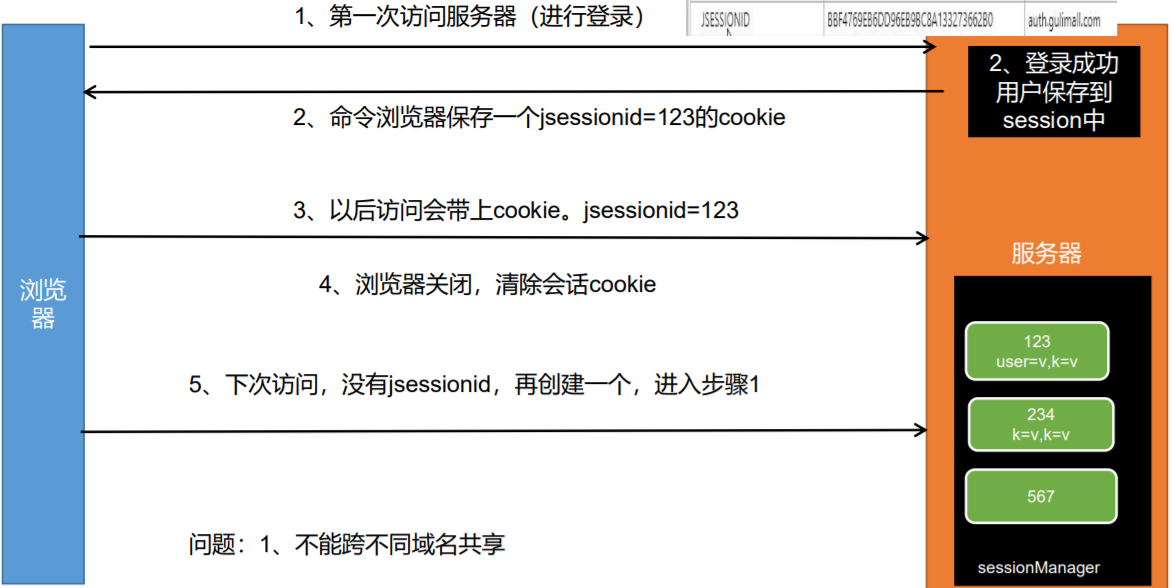 1、第一次访问服务器（进行登录）
JSESSIONID
BBF4769EB6DD96EB9BC8A133273662B0
auth.gulimall.com
2、登录成功
用户保存到
session中
2、命令浏览器保存一个jsessionid=123的cookie
3、以后访问会带上cookie。jsessionid=123
服务器
4、浏览器关闭，清除会话cookie
浏览
器
123
user=v,k=v
5、下次访问，没有jsessionid，再创建一个，进入步骤1
234
k=v,k=v
567
问题：1、不能跨不同域名共享
sessionManager